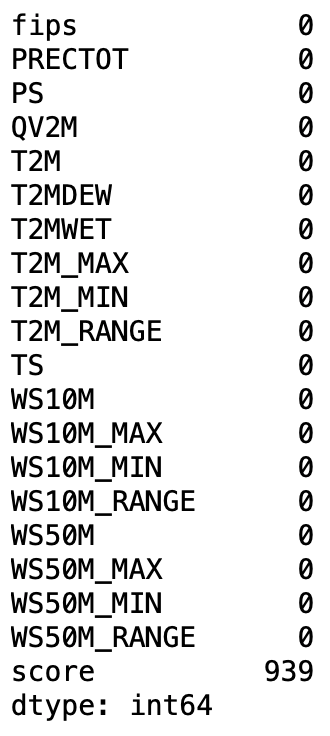 fips 0
PRECTOT 0
PS 0
QV2M 0
T2M 0
T2MDEW 0
T2MWET 0
T2M_MAX 0
T2M_MIN 0
T2M_RANGE 0
TS 0
WS10M 0
WS10M_MAX 0
WS10M_MIN 0
WS10M_RANGE 0
WS50M 0
WS50M_MAX 0
WS50M_MIN 0
WS50M_RANGE 0
score 939
dtype: int64